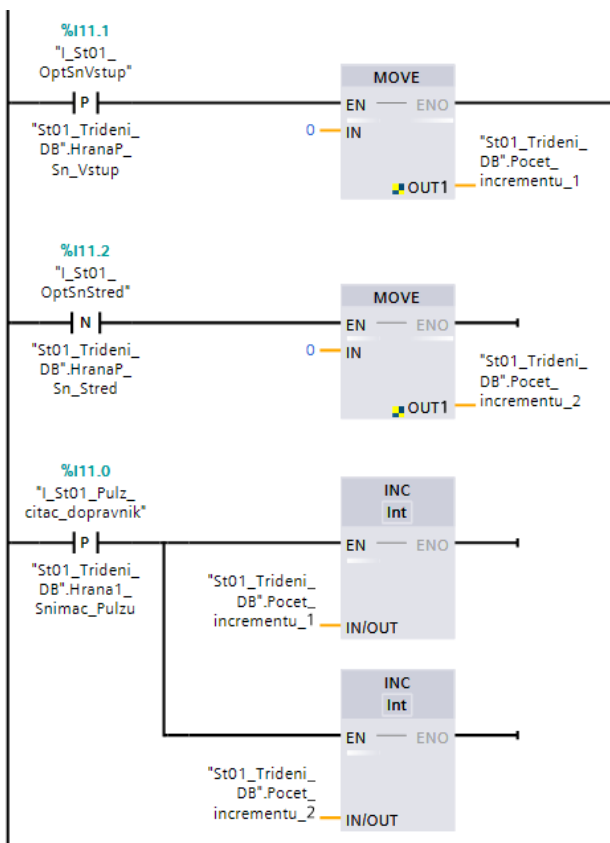 %I11.1
"I_St01_
OptSnVstup"
P
"St01_Trideni_
DB".HranaP_
Sn_Vstup
MOVE
EN ENO
0 IN
OUT1
"St01_Trideni_
DB".Pocet_
incrementu_1
%I11.2
"I_St01_
OptSnStred"
N
"St01_Trideni_
DB".HranaP_
Sn_Stred
MOVE
EN ENO
0 IN
OUT1
"St01_Trideni_
DB".Pocet_
incrementu_2
%I11.0
"I_St01_Pulz_
citac_dopravnik"
P
"St01_Trideni_
DB".Hrana1_
Snimac_Pulzu
INC
Int
EN ENO
"St01_Trideni_
DB".Pocet_
incrementu_1
IN/OUT
INC
Int
EN ENO
"St01_Trideni_
DB".Pocet_
incrementu_2
IN/OUT